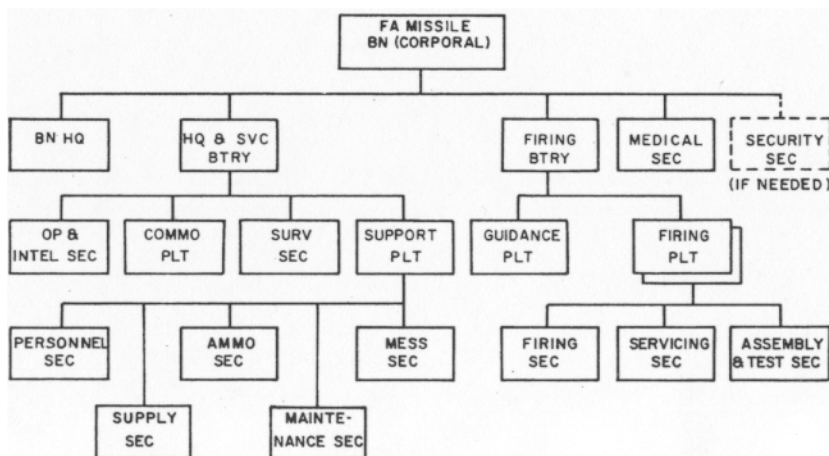 FA MISSILE
BN (CORPORAL)
BN HQ
HQ & SVC
BTRY
FIRING
BTRY
MEDICAL
SEC
SECURITY
SEC
(IF NEEDED)
OP &
INTEL SEC
COMMO
PLT
SURV
SEC
SUPPORT
PLT
GUIDANCE
PLT
FIRING
PLT
PERSONNEL
SEC
AMMO
SEC
MESS
SEC
FIRING
SEC
SERVICING
SEC
ASSEMBLY
& TEST SEC
SUPPLY
SEC
MAINTE-
NANCE SEC